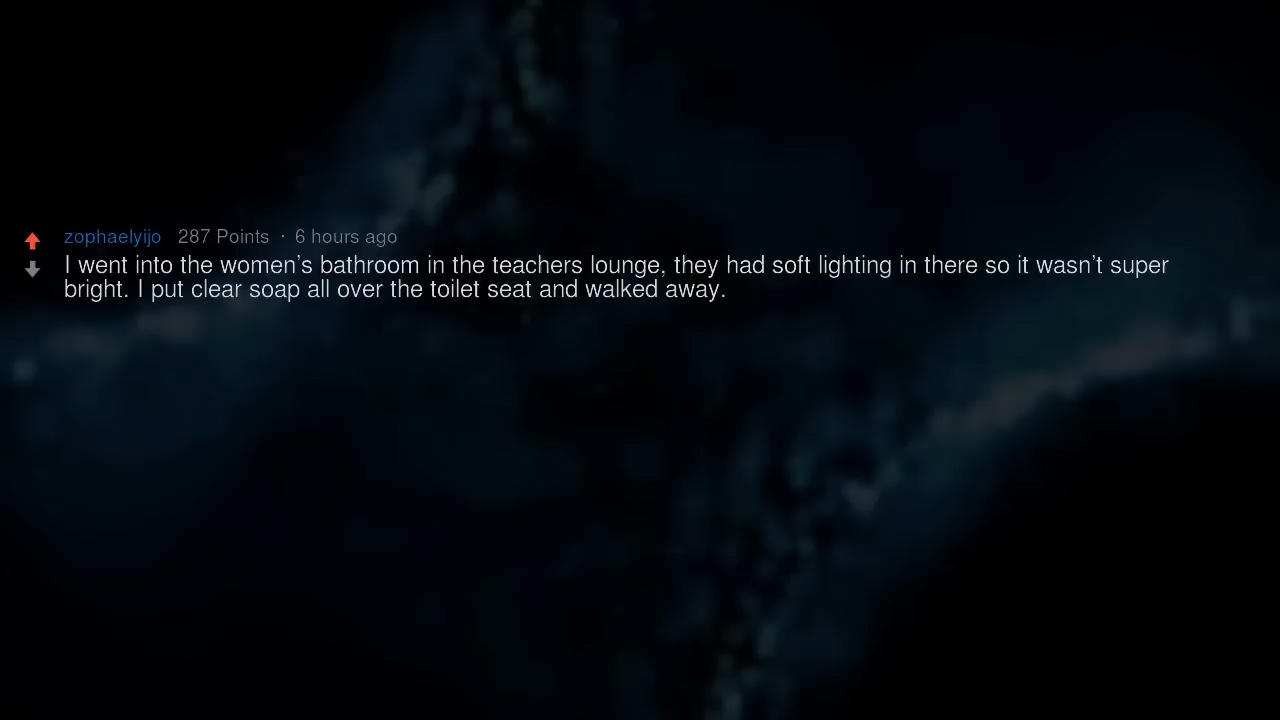 zophaelyijo 287 Points · 6 hours ago
I went into the women’s bathroom in the teachers lounge, they had soft lighting in there so it wasn’t super
bright. I put clear soap all over the toilet seat and walked away.